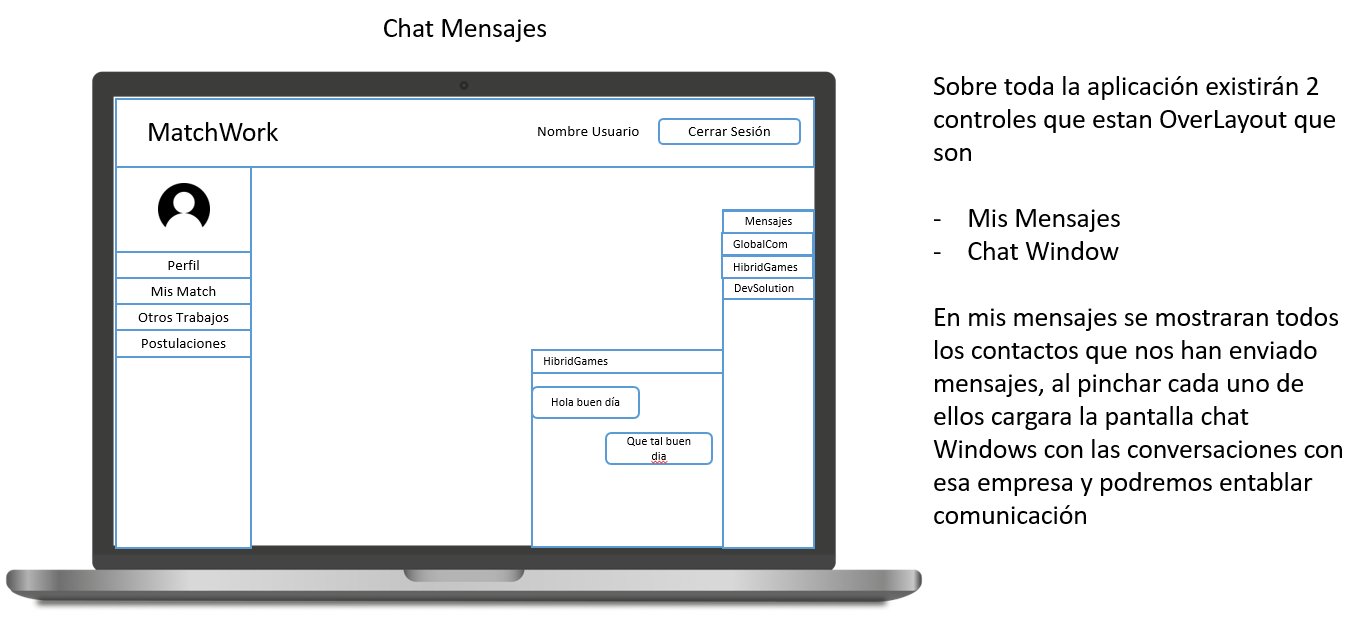 Chat Mensajes
MatchWork
Nombre Usuario
Cerrar Sesión
Perfil
Mis Match
Otros Trabajos
Postulaciones
Mensajes
GlobalCom
HibridGames
DevSolution
HibridGames
Hola buen día
Que tal buen
dia
Sobre toda la aplicación existirán 2
controles que estan OverLayout que
son
- Mis Mensajes
- Chat Window
En mis mensajes se mostraran todos
los contactos que nos han enviado
mensajes, al pinchar cada uno de
ellos cargara la pantalla chat
Windows con las conversaciones con
esa empresa y podremos entablar
comunicación